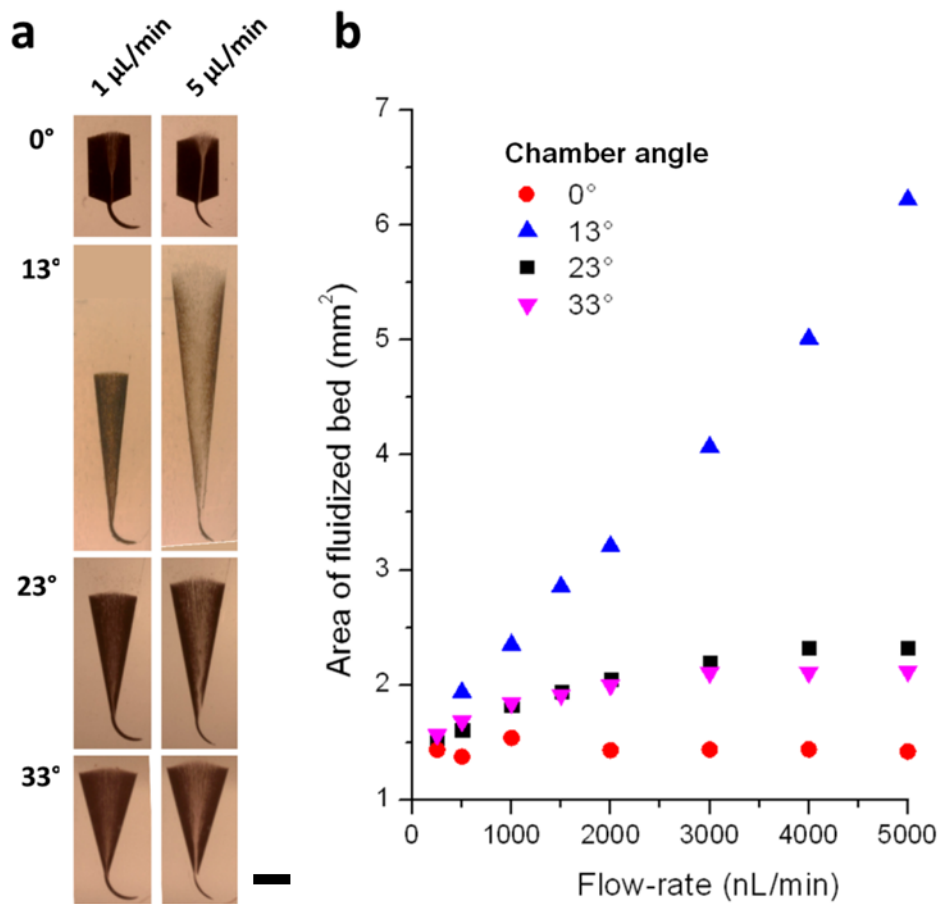 a
1 µL/min
5 µL/min
0°
13°
23°
33°
b
7
6
5
4
3
2
1
Area of fluidized bed (mm²)
Chamber angle
0°
13°
23°
33°
0 1000 2000 3000 4000 5000
Flow-rate (nL/min)